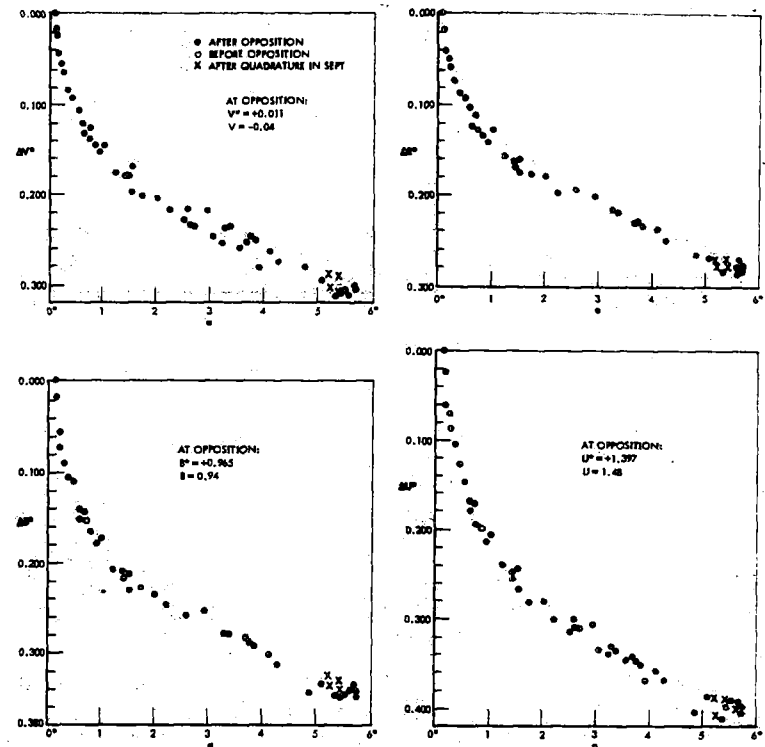 0.000
0.100
ΔV°
0.200
0.300
0° 1 2 3 4 5 6°
α
● AFTER OPPOSITION
○ BEFORE OPPOSITION
X AFTER QUADRATURE IN SEPT
AT OPPOSITION:
V° = +0.011
V = -0.04
0.000
0.100
0.200
0.300
0° 1 2 3 4 5 6°
0.000
0.100
0.200
0.300
0° 1 2 3 4 5 6°
α
AT OPPOSITION:
B° = +0.965
B = 0.94
0.000
0.100
ΔU°
0.200
0.300
0.400
0° 1 2 3 4 5 6°
α
AT OPPOSITION:
U° = +1.397
U = 1.48